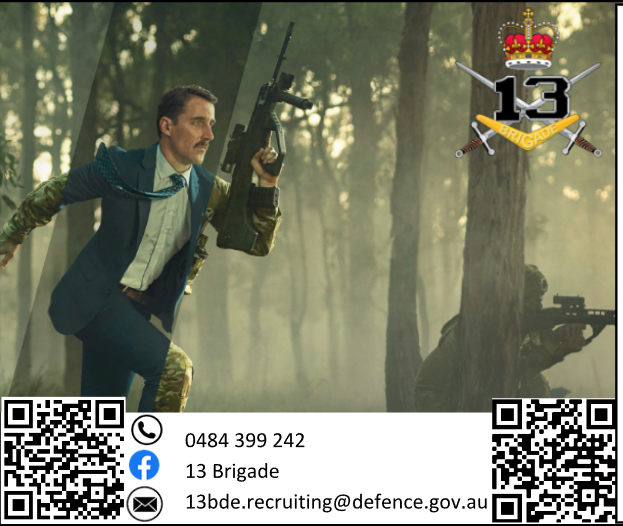 13
BRIGADE
0484 399 242
13 Brigade
13bde.recruiting@defence.gov.au